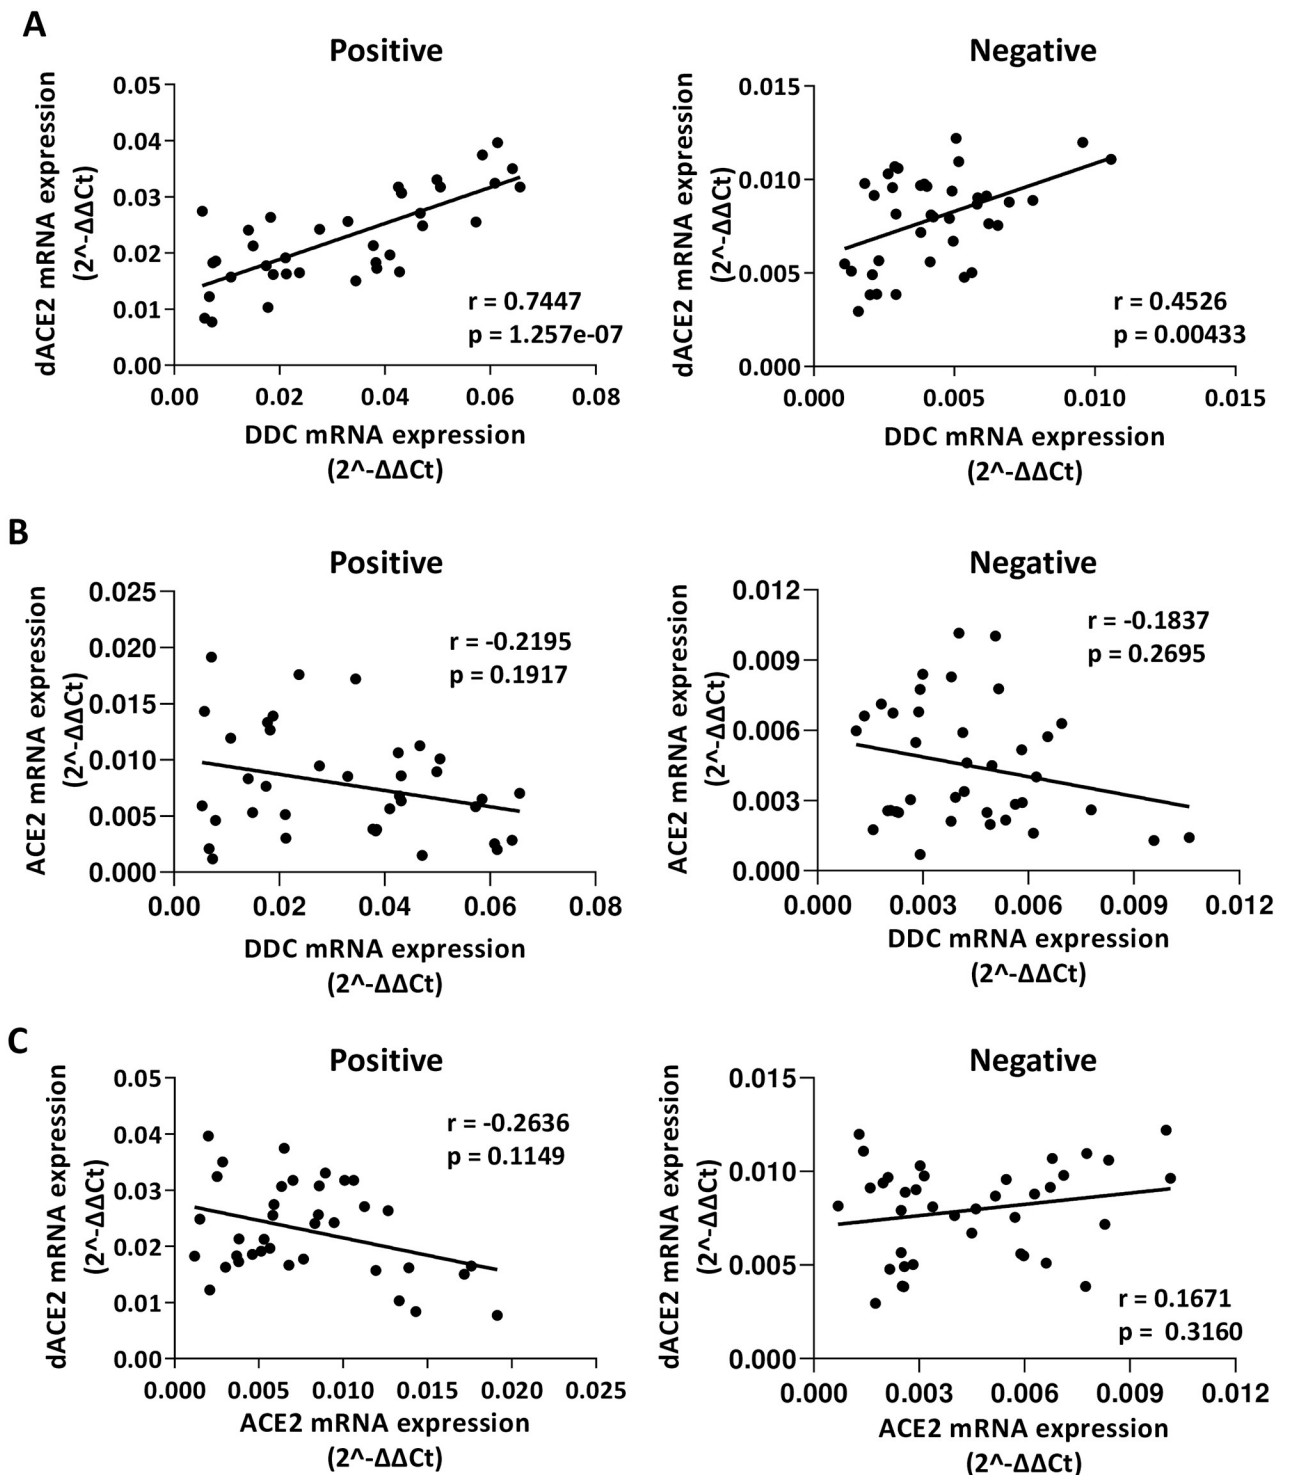 A
Positive
dACE2 mRNA expression
(2^-ΔΔCt)
0.05
0.04
0.03
0.02
0.01
0.00
0.00 0.02 0.04 0.06 0.08
r = 0.7447
p = 1.257e-07
DDC mRNA expression
(2^-ΔΔCt)
Negative
dACE2 mRNA expression
(2^-ΔΔCt)
0.015
0.010
0.005
0.000
0.000 0.005 0.010 0.015
r = 0.4526
p = 0.00433
DDC mRNA expression
(2^-ΔΔCt)
B
Positive
ACE2 mRNA expression
(2^-ΔΔCt)
0.025
0.020
0.015
0.010
0.005
0.000
0.00 0.02 0.04 0.06 0.08
r = -0.2195
p = 0.1917
DDC mRNA expression
(2^-ΔΔCt)
Negative
ACE2 mRNA expression
(2^-ΔΔCt)
0.012
0.009
0.006
0.003
0.000
0.000 0.003 0.006 0.009 0.012
r = -0.1837
p = 0.2695
DDC mRNA expression
(2^-ΔΔCt)
C
Positive
dACE2 mRNA expression
(2^-ΔΔCt)
0.05
0.04
0.03
0.02
0.01
0.00
0.000 0.005 0.010 0.015 0.020 0.025
r = -0.2636
p = 0.1149
ACE2 mRNA expression
(2^-ΔΔCt)
Negative
dACE2 mRNA expression
(2^-ΔΔCt)
0.015
0.010
0.005
0.000
0.000 0.003 0.006 0.009 0.012
r = 0.1671
p = 0.3160
ACE2 mRNA expression
(2^-ΔΔCt)